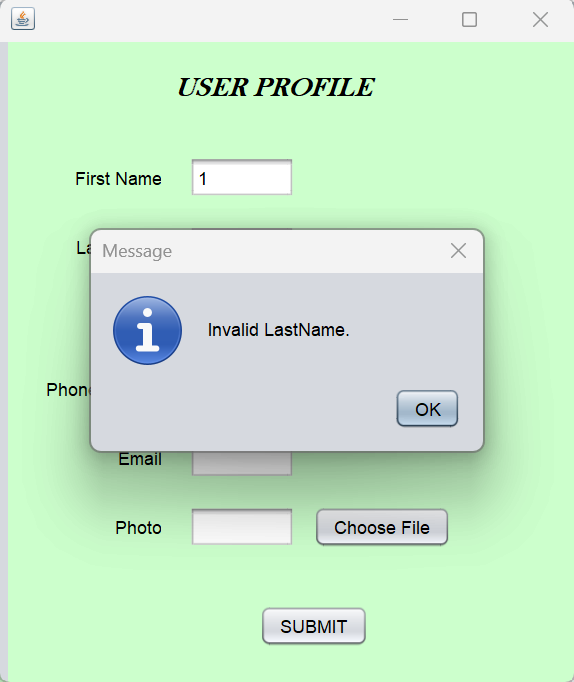 USER PROFILE
First Name 1
La
Message
Invalid LastName.
OK
Phone
Email
Photo Choose File
SUBMIT